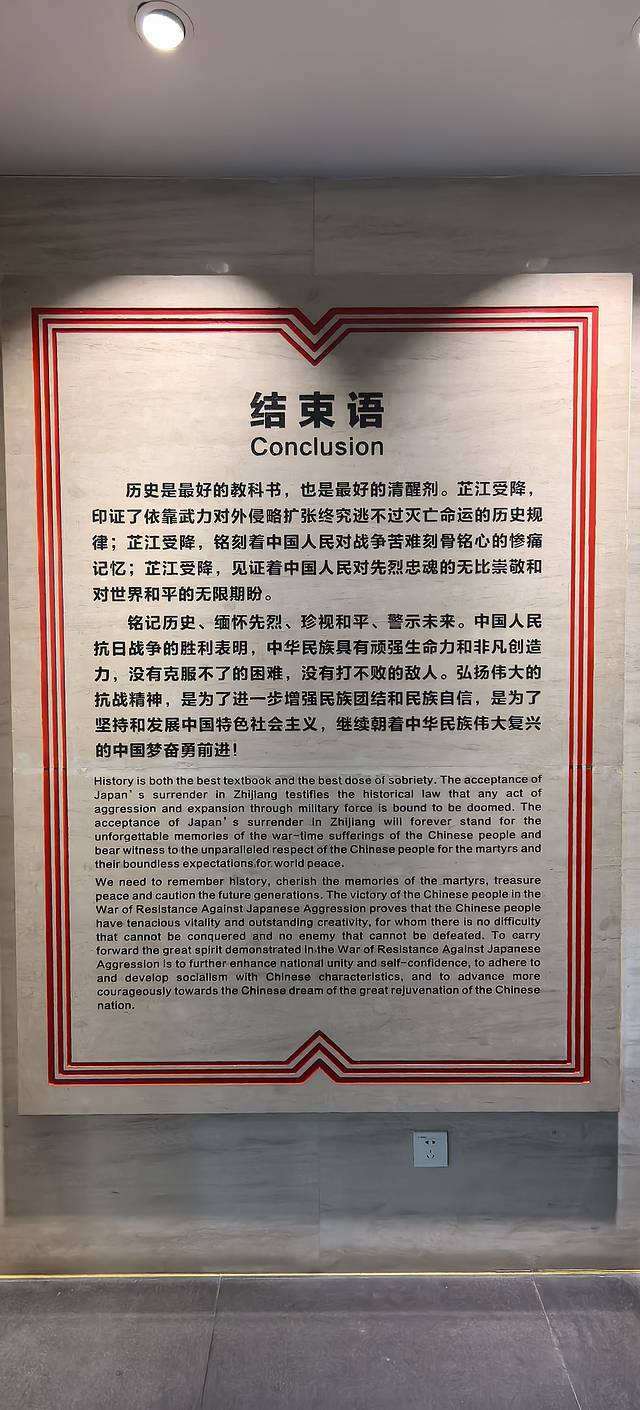 结束语
Conclusion
历史是最好的教科书，也是最好的清醒剂。芷江受降，
印证了依靠武力对外侵略扩张终究逃不过灭亡命运的历史规
律；芷江受降，铭刻着中国人民对战争苦难刻骨铭心的惨痛
记忆；芷江受降，见证着中国人民对先烈忠魂的无比崇敬和
对世界和平的无限期盼。
铭记历史、缅怀先烈、珍视和平、警示未来。中国人民
抗日战争的胜利表明，中华民族具有顽强生命力和非凡创造
力，没有克服不了的困难，没有打不败的敌人。弘扬伟大的
抗战精神，是为了进一步增强民族团结和民族自信，是为了
坚持和发展中国特色社会主义，继续朝着中华民族伟大复兴
的中国梦奋勇前进！
History is both the best textbook and the best dose of sobriety. The acceptance of
Japan's surrender in Zhijiang testifies the historical law that any act of
aggression and expansion through military force is bound to be doomed. The
acceptance of Japan's surrender in Zhijiang will forever stand for the
unforgettable memories of the war-time sufferings of the Chinese people and
bear witness to the unparalleled respect of the Chinese people for the martyrs and
their boundless expectations for world peace.
We need to remember history, cherish the memories of the martyrs, treasure
peace and caution the future generations. The victory of the Chinese people in the
War of Resistance Against Japanese Aggression proves that the Chinese people
have tenacious vitality and outstanding creativity, for whom there is no difficulty
that cannot be conquered and no enemy that cannot be defeated. To carry
forward the great spirit demonstrated in the War of Resistance Against Japanese
Aggression is to further enhance national unity and self-confidence, to adhere to
and develop socialism with Chinese characteristics, and to advance more
courageously towards the Chinese dream of the great rejuvenation of the Chinese
nation.